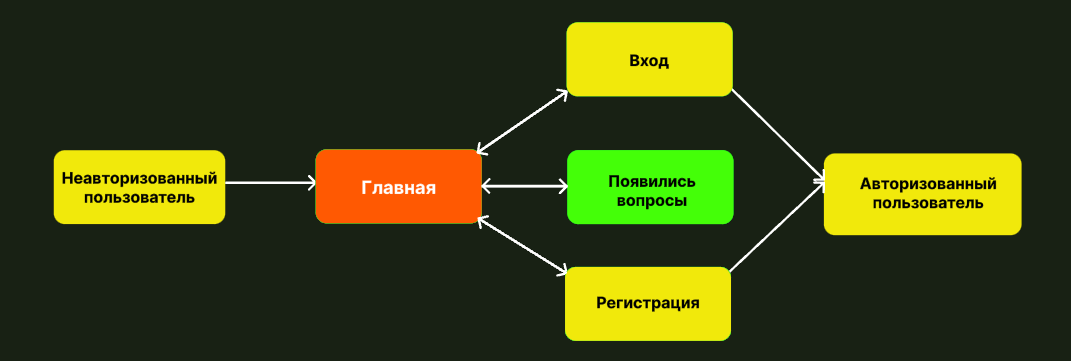 Вход
Неавторизованный
пользователь
Главная
Появились
вопросы
Авторизованный
пользователь
Регистрация